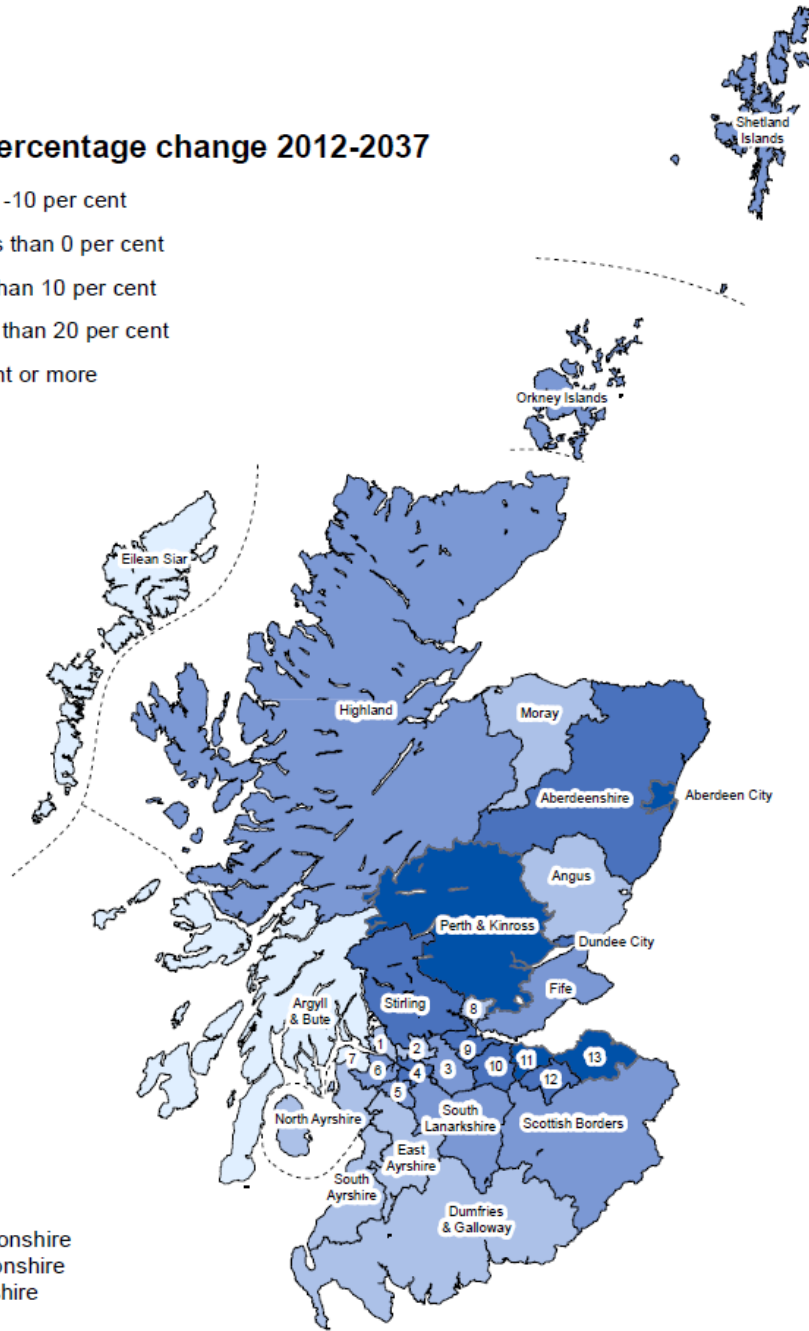 ercentage change 2012-2037
-10 per cent
s than 0 per cent
han 10 per cent
than 20 per cent
nt or more
Shetland
Islands
Orkney Islands
Eilean Siar
Highland
Moray
Aberdeenshire
Aberdeen City
Angus
Perth & Kinross
Dundee City
Stirling
Fife
Argyll
& Bute
8
1
2
9
11
13
7
6
4
3
10
12
5
North Ayrshire
South
Lanarkshire
Scottish Borders
East
Ayrshire
South
Ayrshire
Dumfries
& Galloway
onshire
onshire
hire